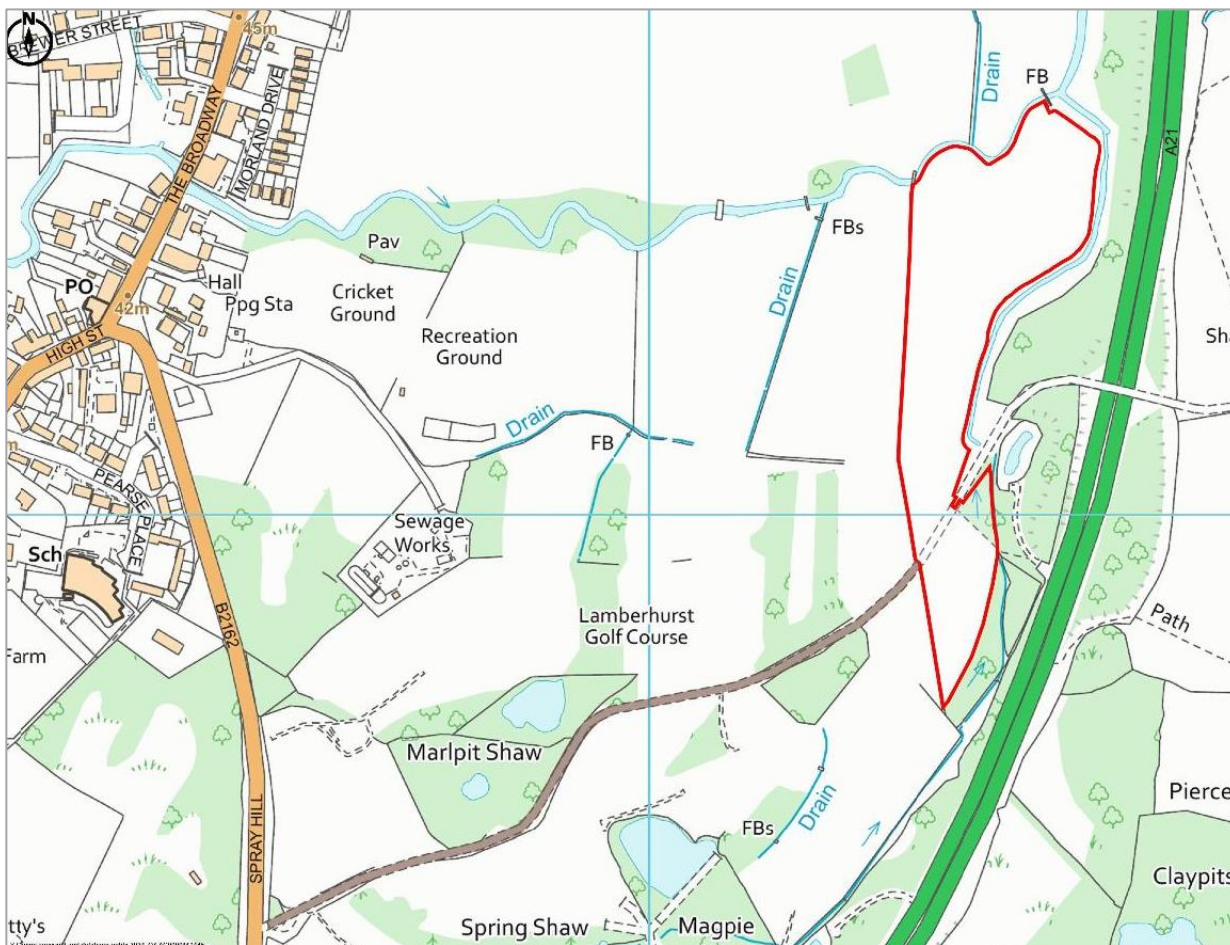 N
BREWER STREET
45m
MORLAND DRIVE
THE BROADWAY
Drain
FB
A21
Pav
FBs
PO
Hall
Ppg Sta
42m
Cricket
Ground
Drain
HIGH ST
Recreation
Ground
Sha
Drain
FB
m
PEARSE PLACE
Sewage
Works
Sch
Lamberhurst
Golf Course
B2162
Path
Farm
Marlpit Shaw
Pierce
SPRAY HILL
FBs
Drain
Claypits
tty's
Spring Shaw
Magpie